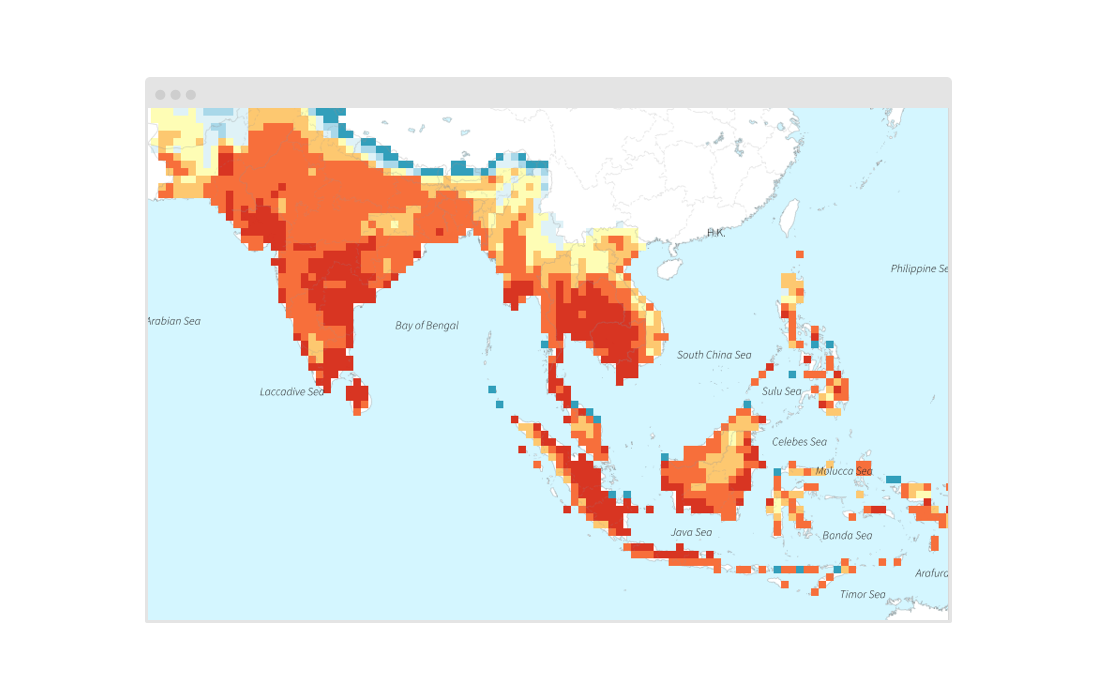 H.K.
Philippine Se
Arabian Sea
Bay of Bengal
South China Sea
Laccadive Sea
Sulu Sea
Celebes Sea
Molucca Sea
Java Sea
Banda Sea
Arafura
Timor Sea